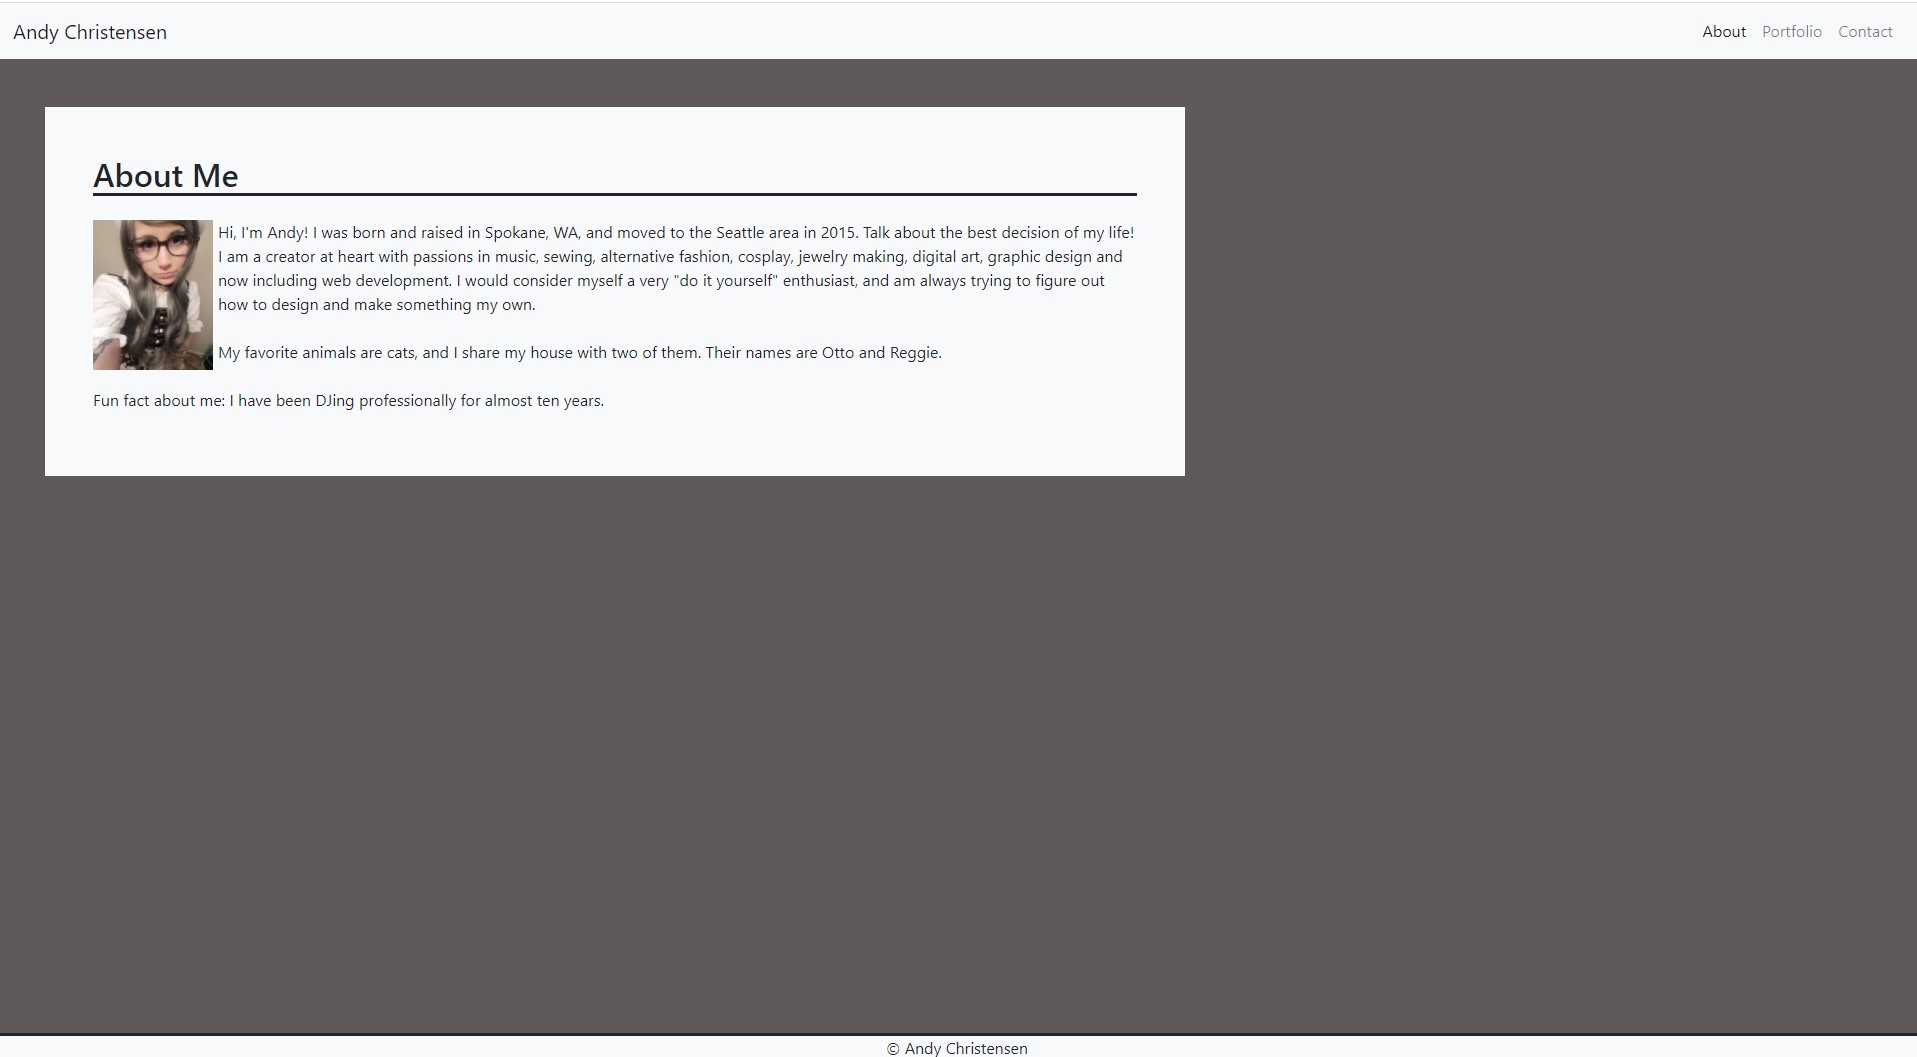 Andy Christensen
About Portfolio Contact
About Me
Hi, I'm Andy! I was born and raised in Spokane, WA, and moved to the Seattle area in 2015. Talk about the best decision of my life!
I am a creator at heart with passions in music, sewing, alternative fashion, cosplay, jewelry making, digital art, graphic design and
now including web development. I would consider myself a very "do it yourself" enthusiast, and am always trying to figure out
how to design and make something my own.
My favorite animals are cats, and I share my house with two of them. Their names are Otto and Reggie.
Fun fact about me: I have been DJing professionally for almost ten years.
© Andy Christensen